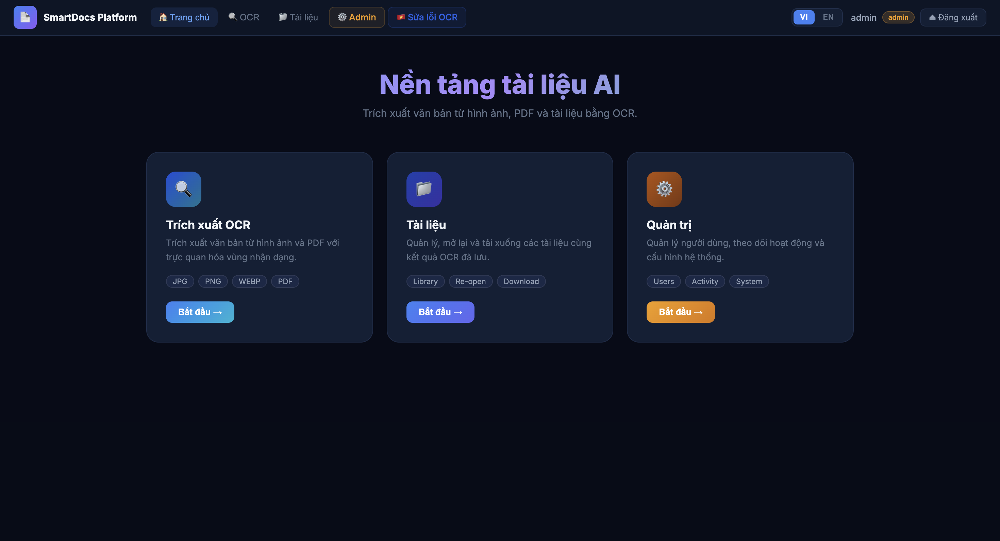 SmartDocs Platform
Trang chủ
OCR
Tài liệu
Admin
Sửa lỗi OCR
VI
EN
admin
admin
Đăng xuất
Nền tảng tài liệu AI
Trích xuất văn bản từ hình ảnh, PDF và tài liệu bằng OCR.
Trích xuất OCR
Trích xuất văn bản từ hình ảnh và PDF với
trực quan hóa vùng nhận dạng.
JPG
PNG
WEBP
PDF
Bắt đầu →
Tài liệu
Quản lý, mở lại và tải xuống các tài liệu cùng
kết quả OCR đã lưu.
Library
Re-open
Download
Bắt đầu →
Quản trị
Quản lý người dùng, theo dõi hoạt động và
cấu hình hệ thống.
Users
Activity
System
Bắt đầu →